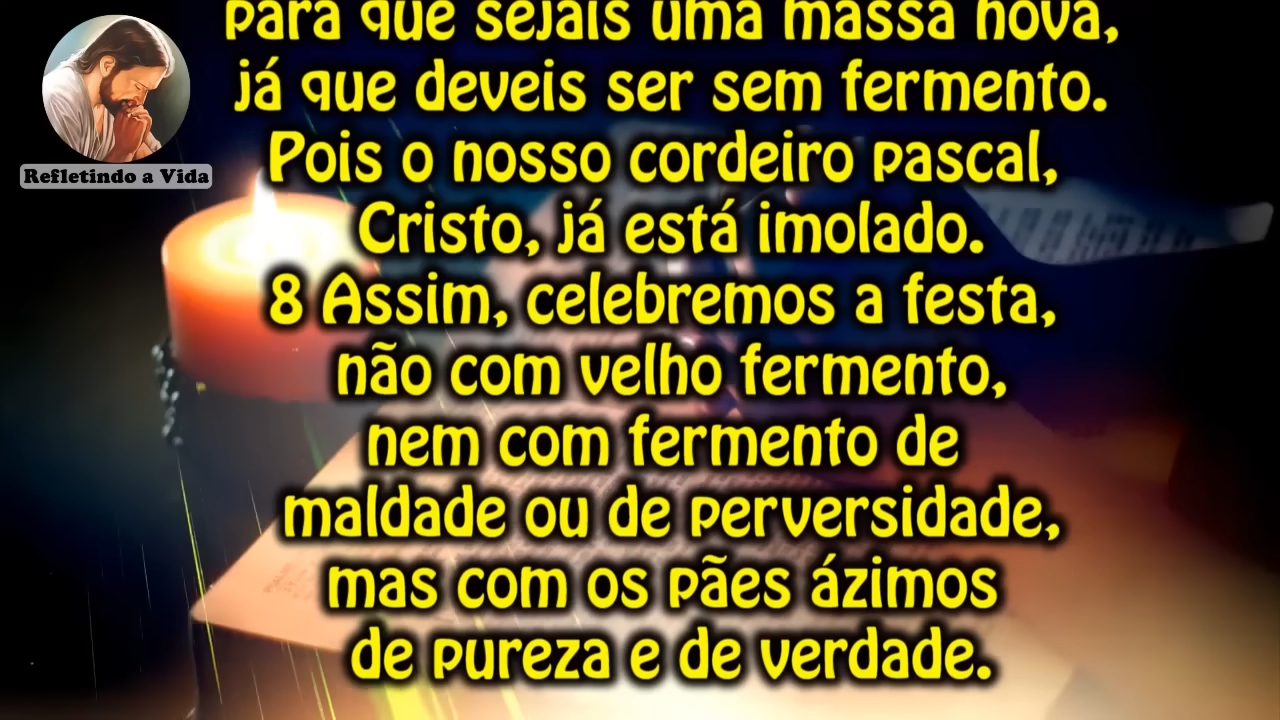 para que sejais uma massa nova,
Refletindo a Vida
já que deveis ser sem fermento.
Pois o nosso cordeiro pascal,
Cristo, já está imolado.
8 Assim, celebremos a festa,
não com velho fermento,
nem com fermento de
maldade ou de perversidade,
mas com os pães ázimos
de pureza e de verdade.